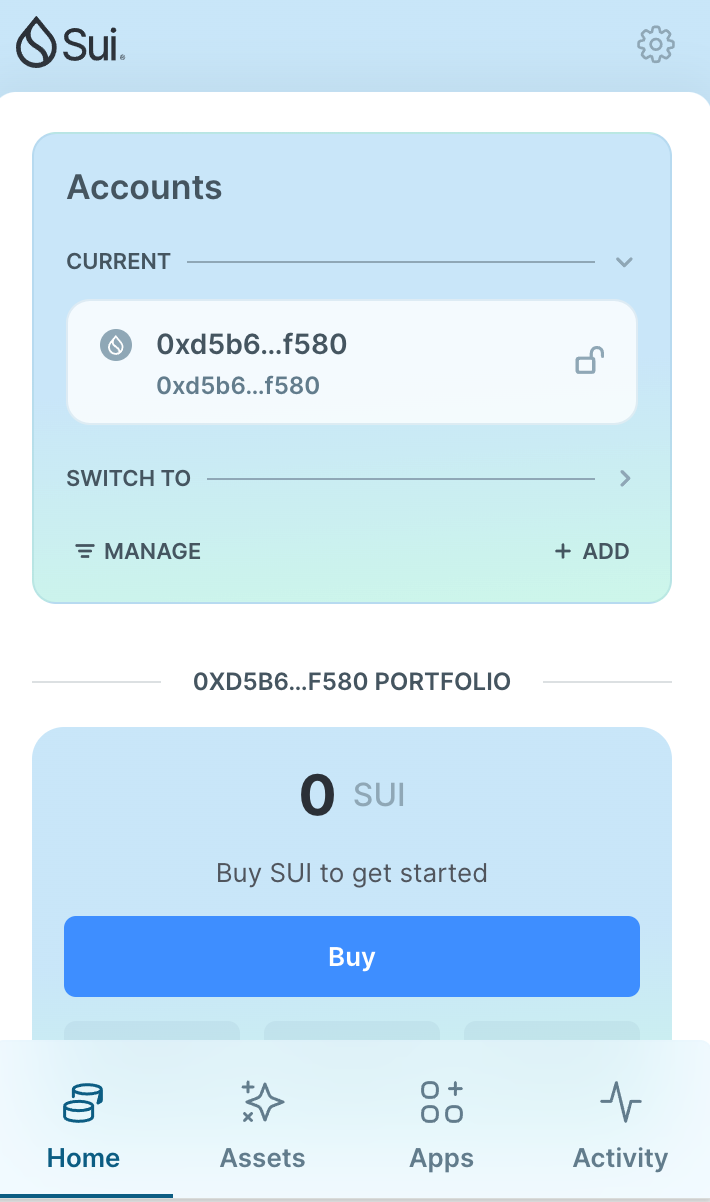 Sui
Accounts
CURRENT
0xd5b6...f580
0xd5b6...f580
SWITCH TO
MANAGE
+ ADD
0XD5B6...F580 PORTFOLIO
0 SUI
Buy SUI to get started
Buy
Home Assets Apps Activity